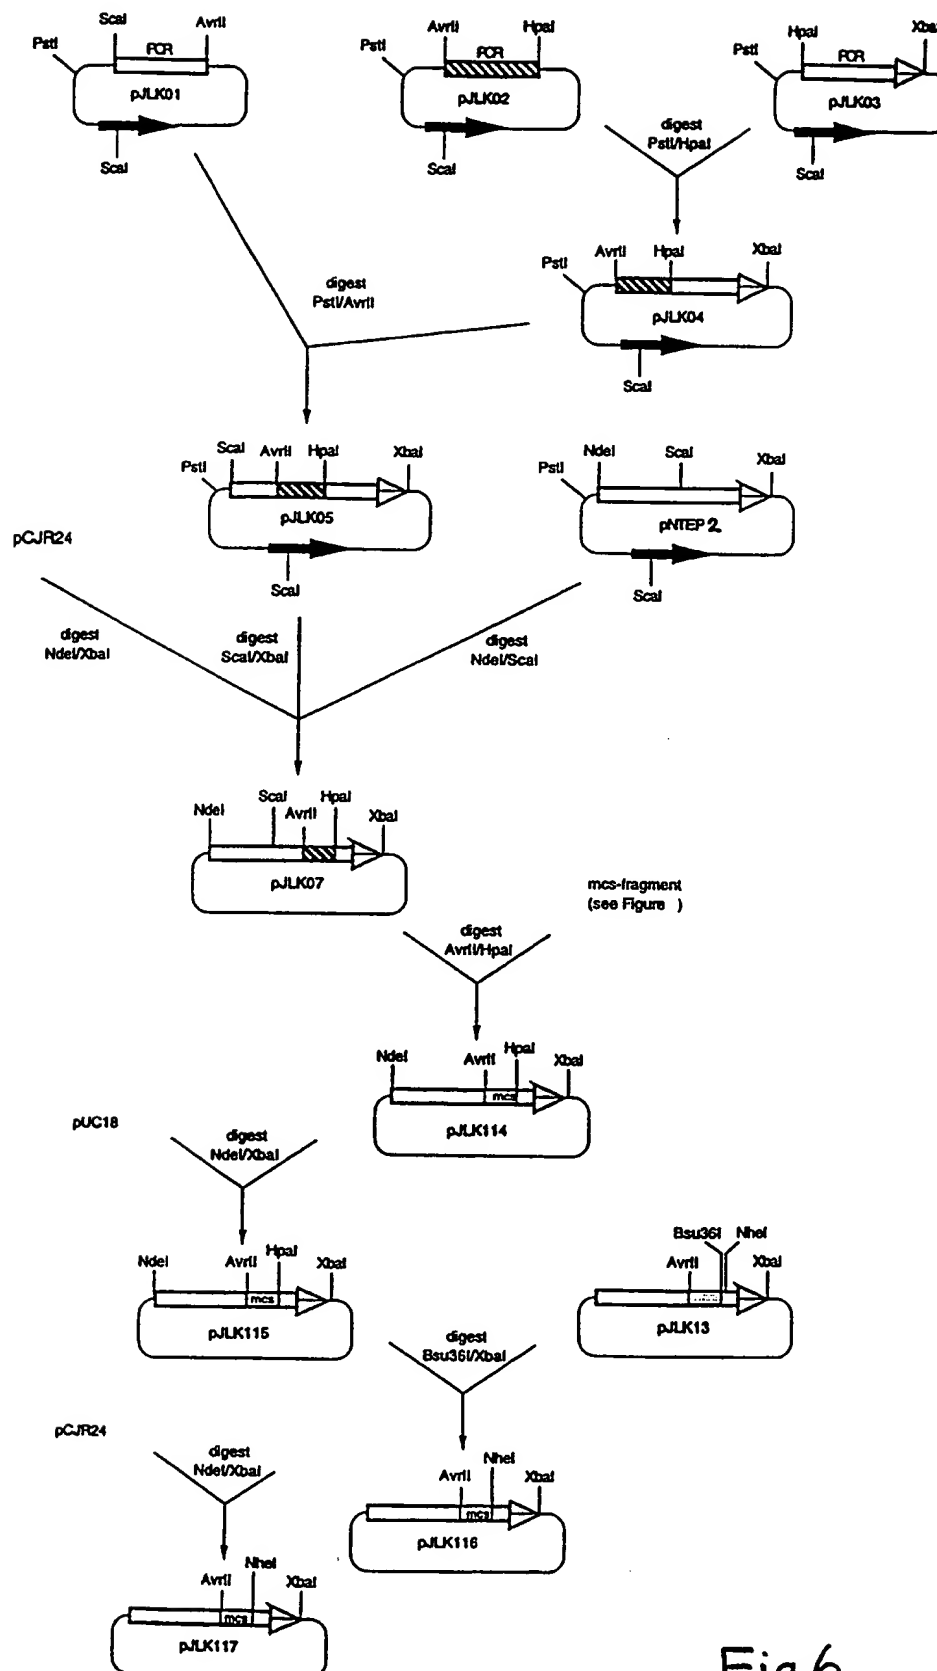 ScaI
AvrII
PstI
PCR
pJLK01
ScaI
AvrII
HpaI
PstI
PCR
pJLK02
ScaI
HpaI
Xba
PstI
PCR
pJLK03
ScaI
digest
PstI/HpaI
digest
PstI/AvrII
AvrII
HpaI
XbaI
PstI
pJLK04
ScaI
ScaI
AvrII
HpaI
XbaI
PstI
pJLK05
ScaI
NdeI
ScaI
XbaI
PstI
pNTEP2
ScaI
pCJR24
digest
NdeI/XbaI
digest
ScaI/XbaI
digest
NdeI/ScaI
NdeI
ScaI
AvrII
HpaI
XbaI
pJLK07
mcs-fragment
(see Figure )
digest
AvrII/HpaI
NdeI
AvrII
HpaI
XbaI
mcs
pJLK114
pUC18
digest
NdeI/XbaI
NdeI
AvrII
HpaI
XbaI
mcs
pJLK115
Bsu36I
NheI
AvrII
XbaI
pJLK13
digest
Bsu36I/XbaI
pCJR24
digest
NdeI/XbaI
AvrII
NheI
XbaI
mcs
pJLK116
AvrII
NheI
XbaI
mcs
pJLK117
Fig 6